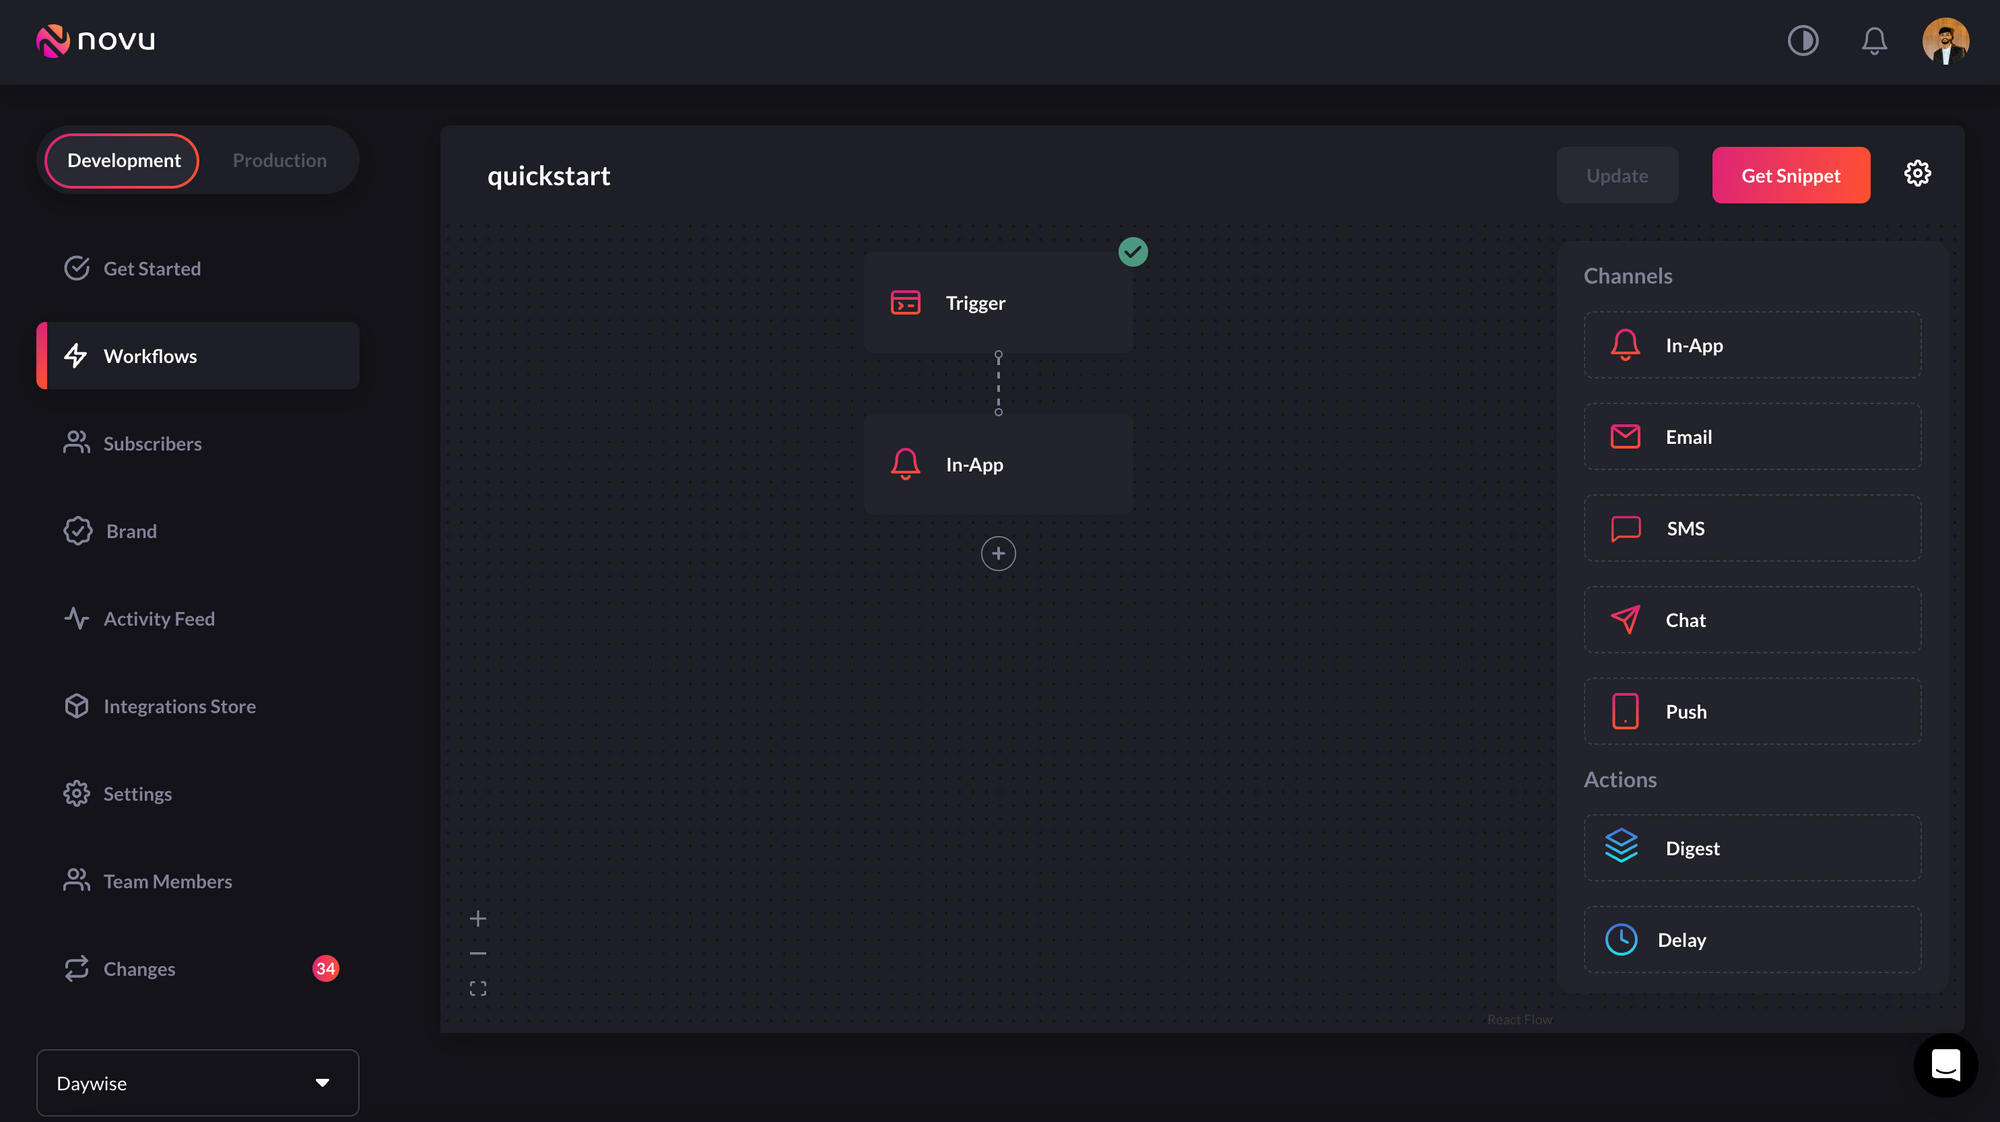 novu
Development
Production
Get Started
Workflows
Subscribers
Brand
Activity Feed
Integrations Store
Settings
Team Members
Changes
34
Daywise
quickstart
Update
Get Snippet
Trigger
In-App
Channels
In-App
Email
SMS
Chat
Push
Actions
Digest
Delay
React Flow